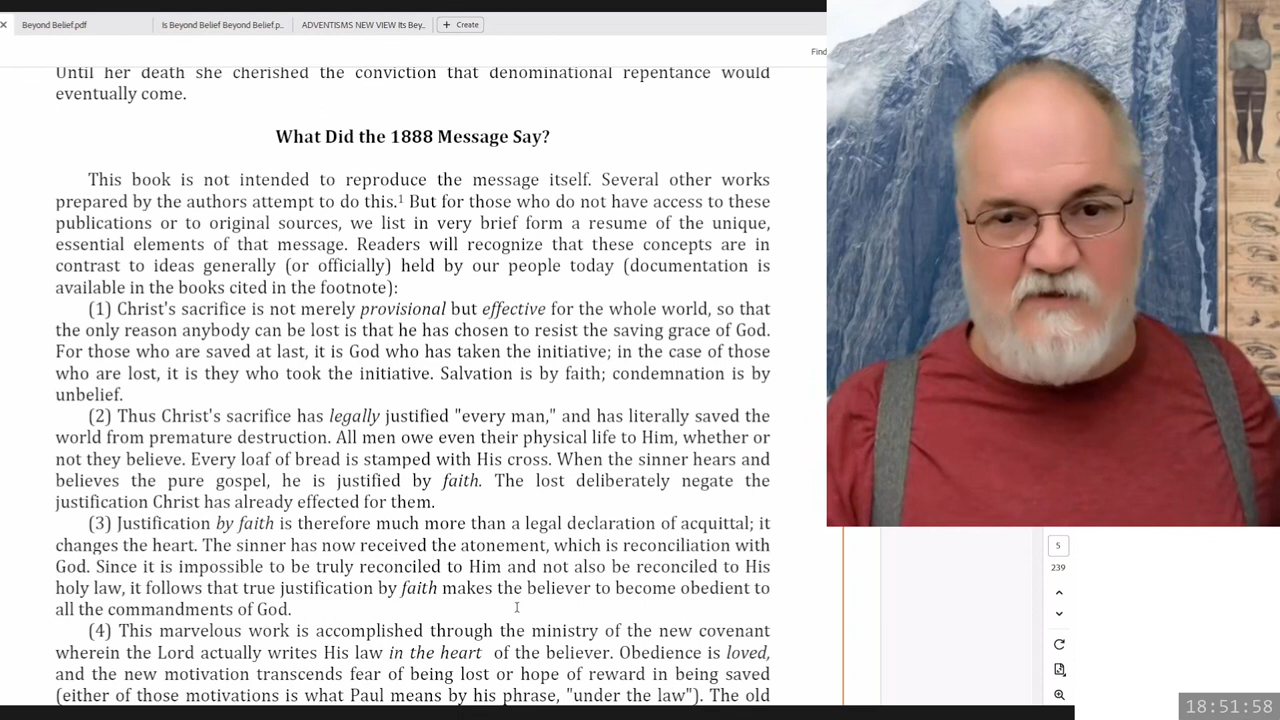 Beyond Belief.pdf
Is Beyond Belief Beyond Belief.p...
ADVENTISMS NEW VIEW Its Bey...
+ Create
Find
Until her death she cherished the conviction that denominational repentance would
eventually come.
What Did the 1888 Message Say?
This book is not intended to reproduce the message itself. Several other works
prepared by the authors attempt to do this.¹ But for those who do not have access to these
publications or to original sources, we list in very brief form a resume of the unique,
essential elements of that message. Readers will recognize that these concepts are in
contrast to ideas generally (or officially) held by our people today (documentation is
available in the books cited in the footnote):
(1) Christ's sacrifice is not merely provisional but effective for the whole world, so that
the only reason anybody can be lost is that he has chosen to resist the saving grace of God.
For those who are saved at last, it is God who has taken the initiative; in the case of those
who are lost, it is they who took the initiative. Salvation is by faith; condemnation is by
unbelief.
(2) Thus Christ's sacrifice has legally justified "every man," and has literally saved the
world from premature destruction. All men owe even their physical life to Him, whether or
not they believe. Every loaf of bread is stamped with His cross. When the sinner hears and
believes the pure gospel, he is justified by faith. The lost deliberately negate the
justification Christ has already effected for them.
(3) Justification by faith is therefore much more than a legal declaration of acquittal; it
changes the heart. The sinner has now received the atonement, which is reconciliation with
God. Since it is impossible to be truly reconciled to Him and not also be reconciled to His
holy law, it follows that true justification by faith makes the believer to become obedient to
all the commandments of God.
(4) This marvelous work is accomplished through the ministry of the new covenant
wherein the Lord actually writes His law in the heart of the believer. Obedience is loved,
and the new motivation transcends fear of being lost or hope of reward in being saved
(either of those motivations is what Paul means by his phrase, "under the law"). The old
5
239
18:51:58